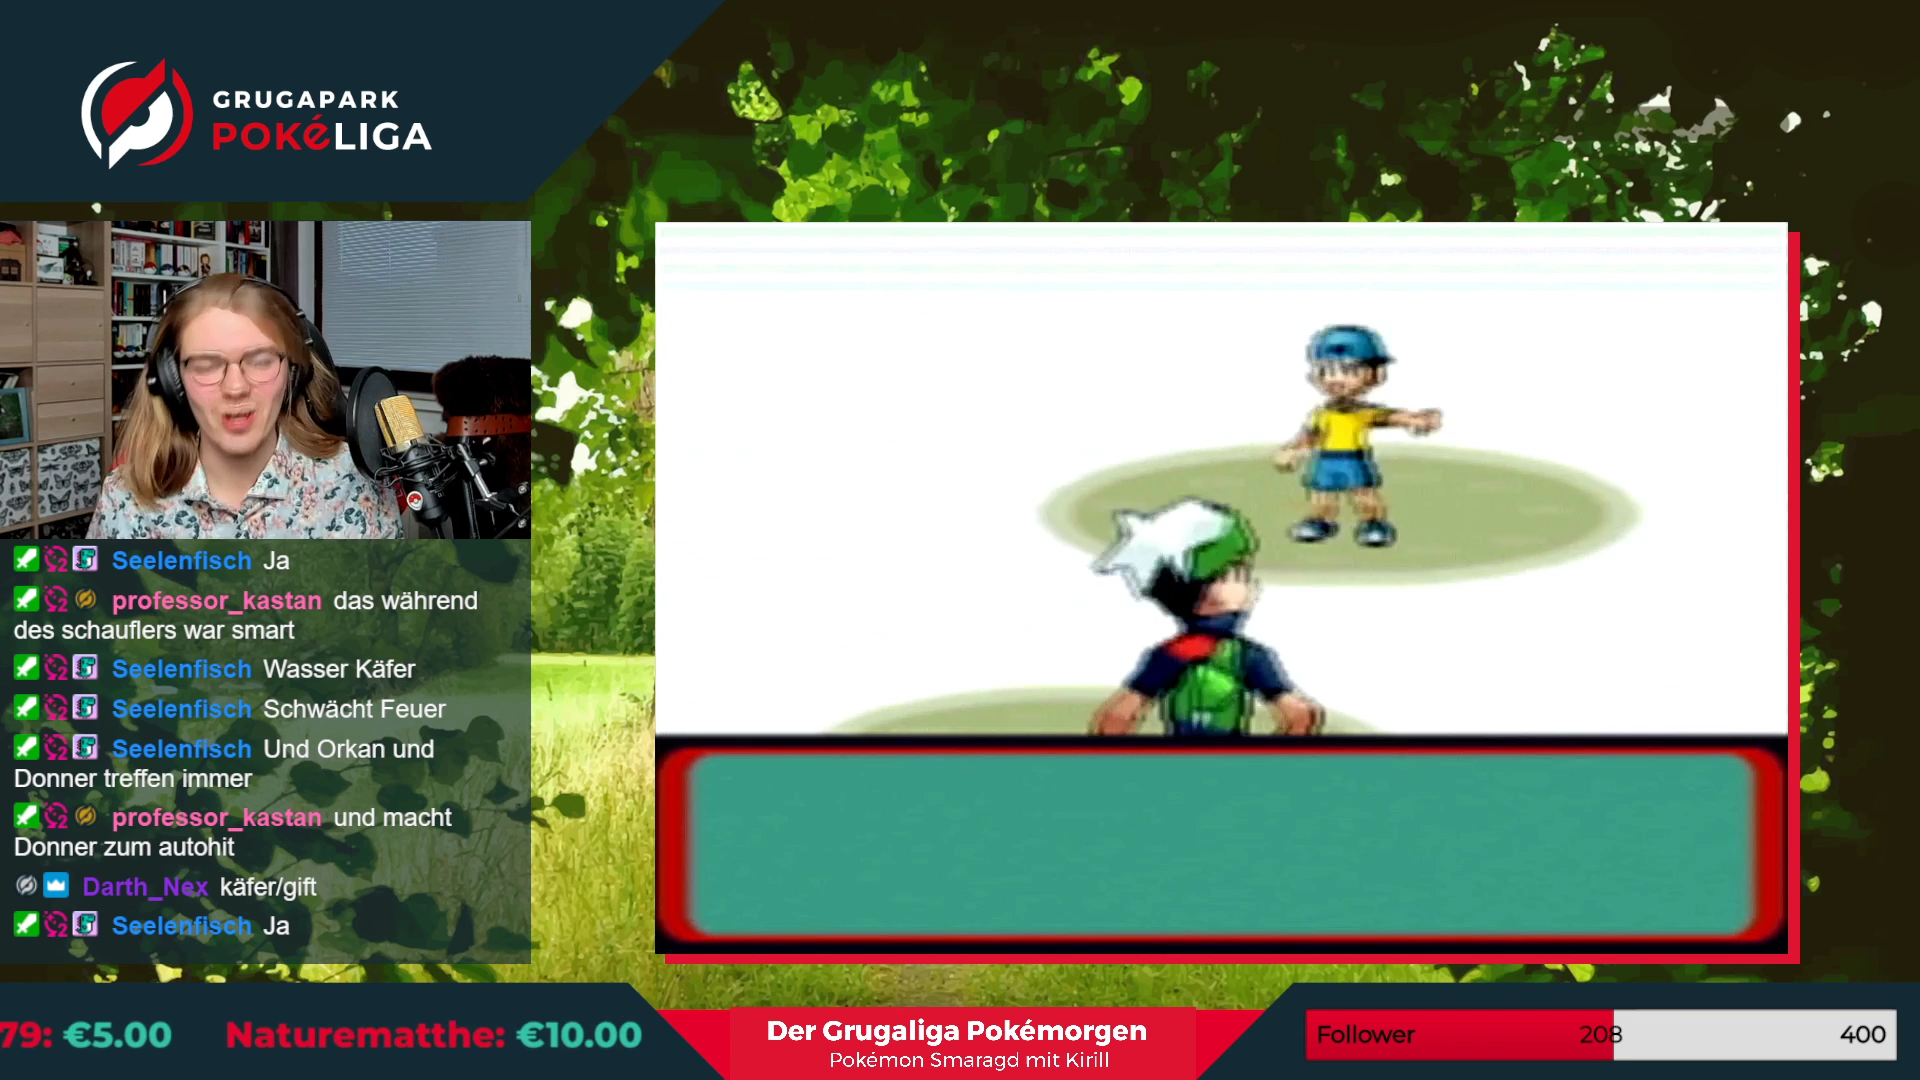 GRUGAPARK
POKéLIGA
Seelenfisch Ja
professor_kastan das während
des schauflers war smart
Seelenfisch Wasser Käfer
Seelenfisch Schwächt Feuer
Seelenfisch Und Orkan und
Donner treffen immer
professor_kastan und macht
Donner zum autohit
Darth_Nex käfer/gift
Seelenfisch Ja
79: €5.00 Naturematthe: €10.00
Der Grugaliga Pokémorgen
Pokémon Smaragd mit Kirill
Follower 208 400